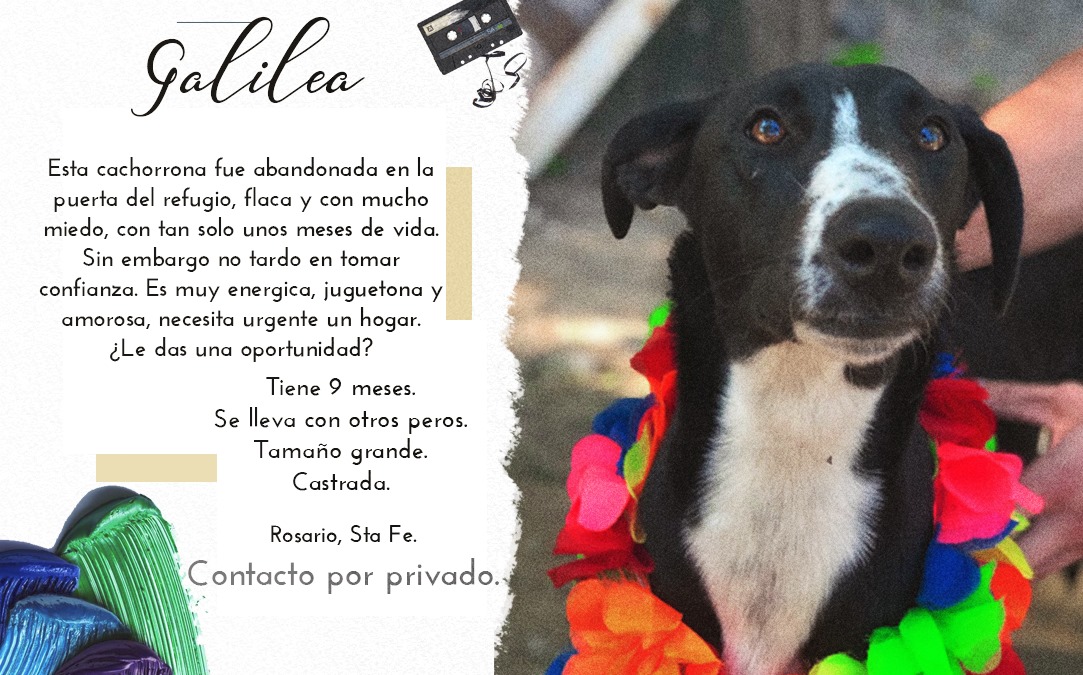 Galilea
Esta cachorrona fue abandonada en la
puerta del refugio, flaca y con mucho
miedo, con tan solo unos meses de vida.
Sin embargo no tardo en tomar
confianza. Es muy energica, juguetona y
amorosa, necesita urgente un hogar.
¿Le das una oportunidad?
Tiene 9 meses.
Se lleva con otros peros.
Tamaño grande.
Castrada.
Rosario, Sta Fe.
Contacto por privado.